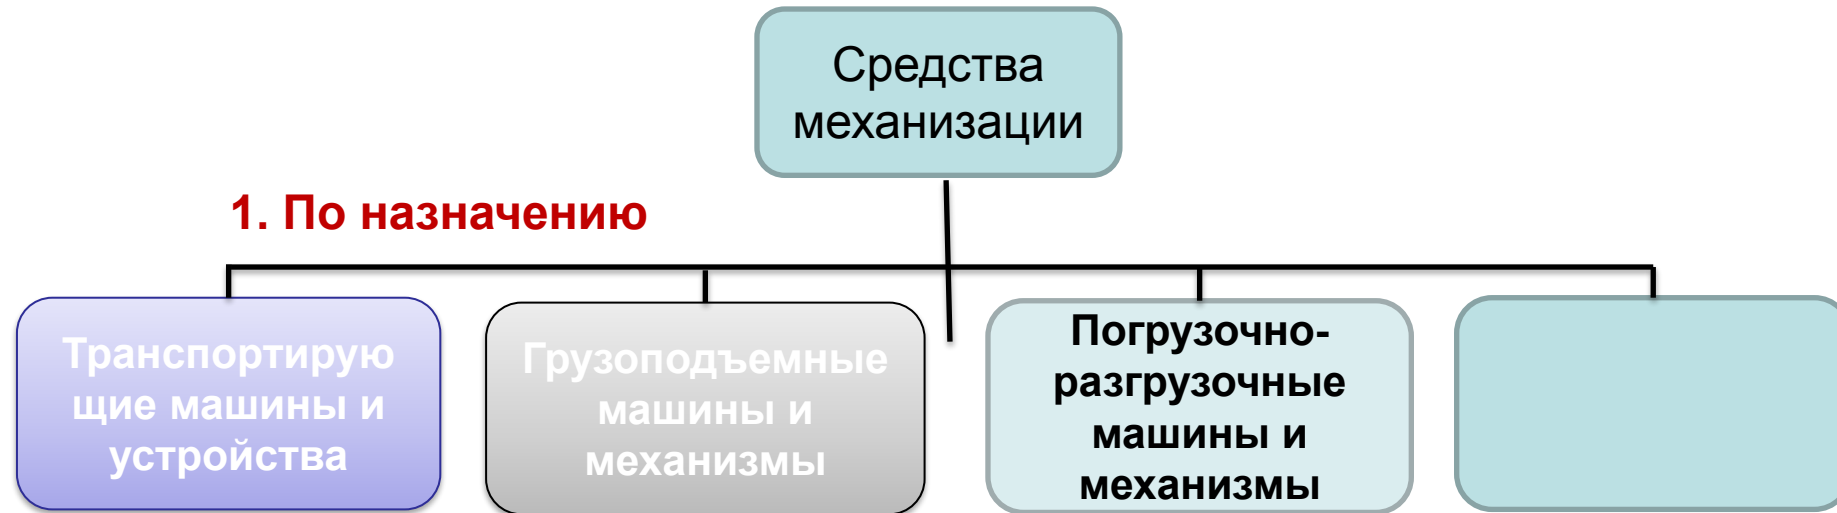 Средства
механизации
1. По назначению
Транспортирую
щие машины и
устройства
Грузоподъемные
машины и
механизмы
Погрузочно-
разгрузочные
машины и
механизмы